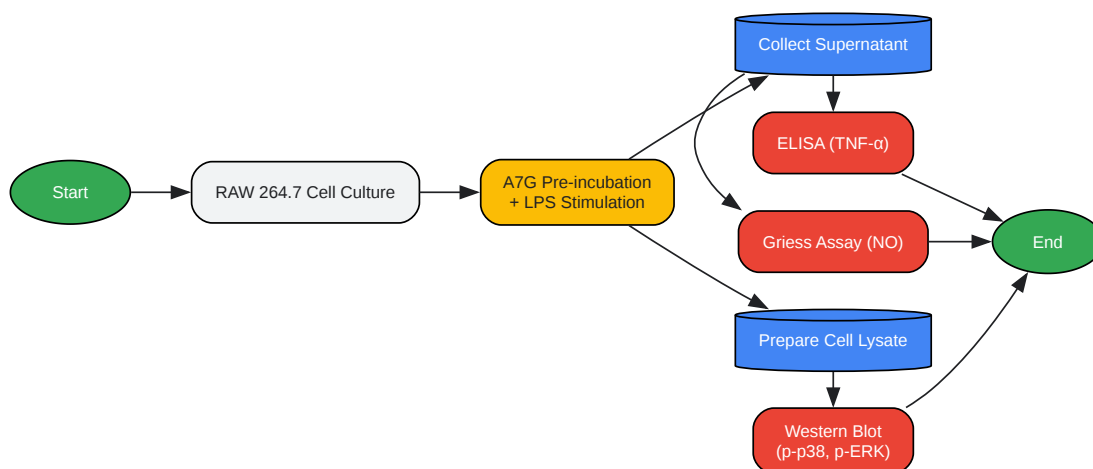 Start
RAW 264.7 Cell Culture
A7G Pre-incubation
+ LPS Stimulation
Collect Supernatant
ELISA (TNF-α)
Griess Assay (NO)
Prepare Cell Lysate
Western Blot
(p-p38, p-ERK)
End